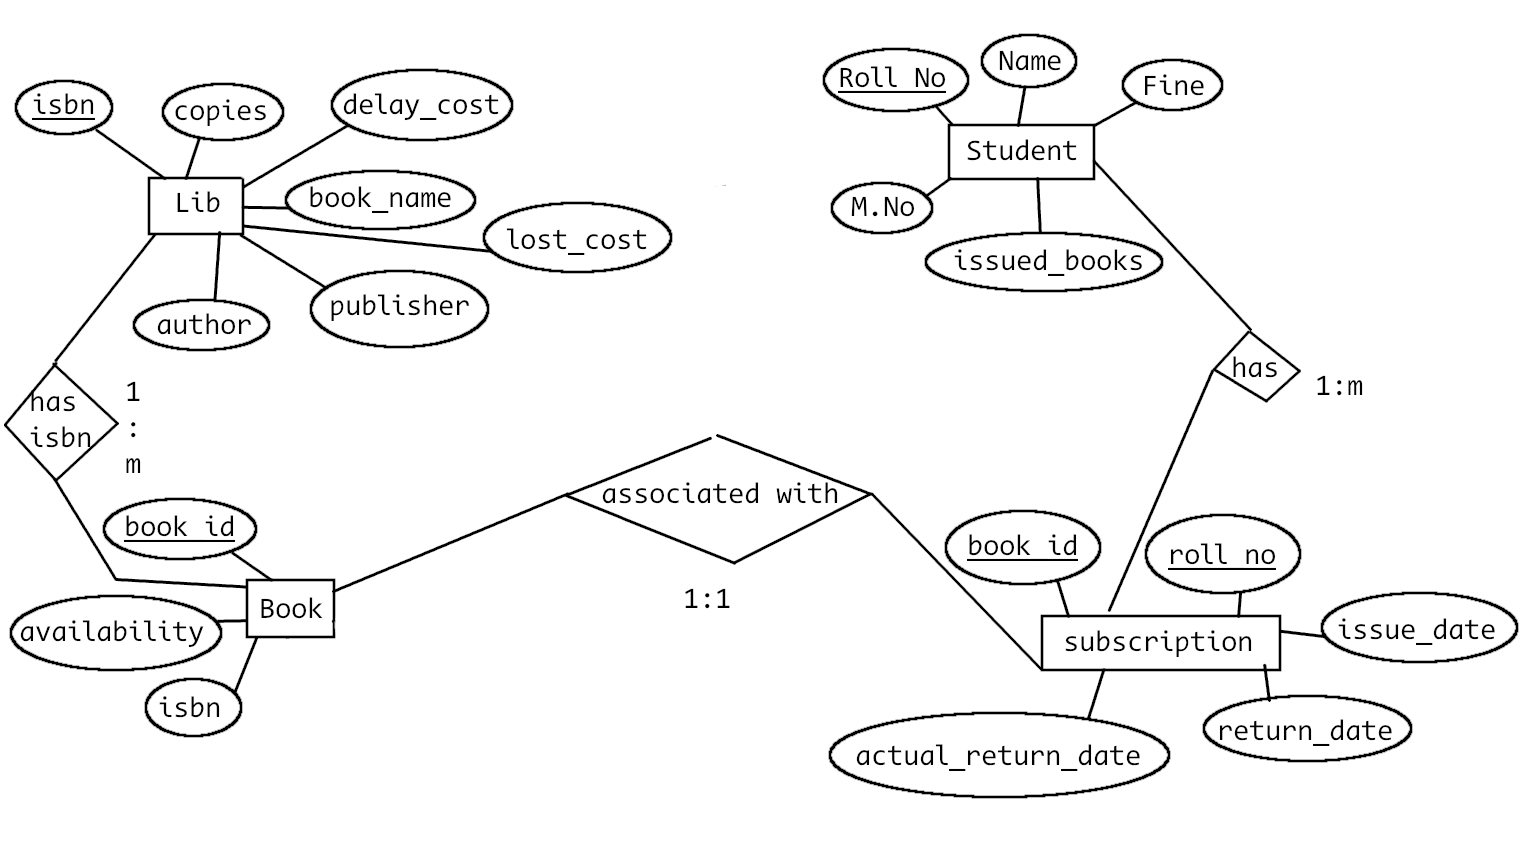 isbn
copies
delay_cost
Lib
book_name
lost_cost
author
publisher
Roll No
Name
Fine
Student
M.No
issued_books
has
isbn
1
:
m
has
1:m
associated with
1:1
book id
Book
availability
isbn
book id
roll no
subscription
issue_date
return_date
actual_return_date